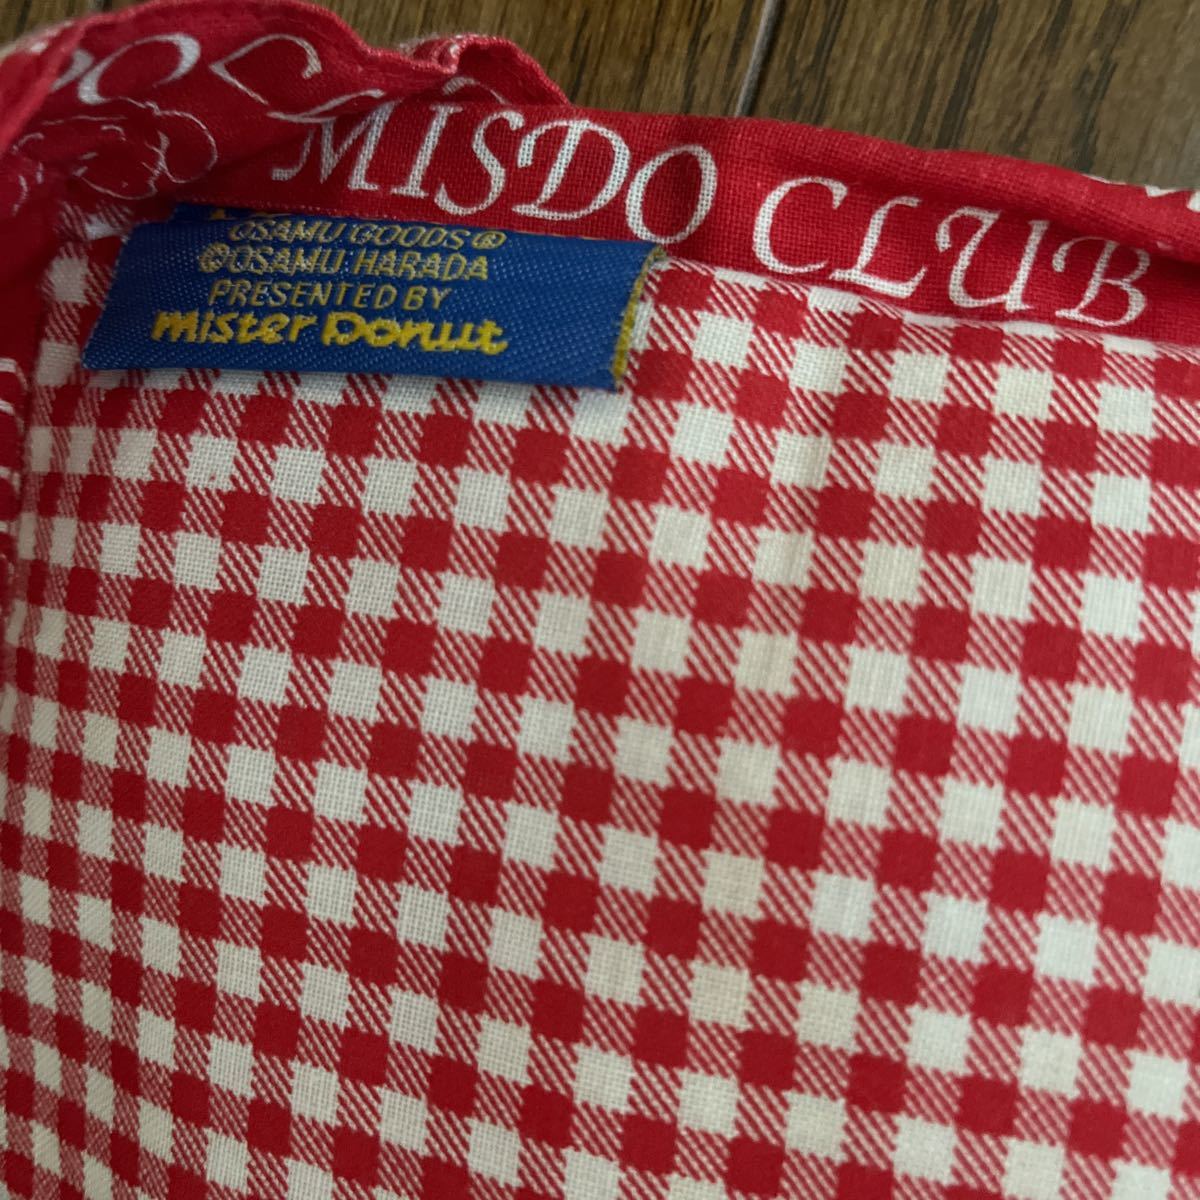 MISDO CLUB
OSAMU GOODS®
©OSAMU HARADA
PRESENTED BY
mister Donut